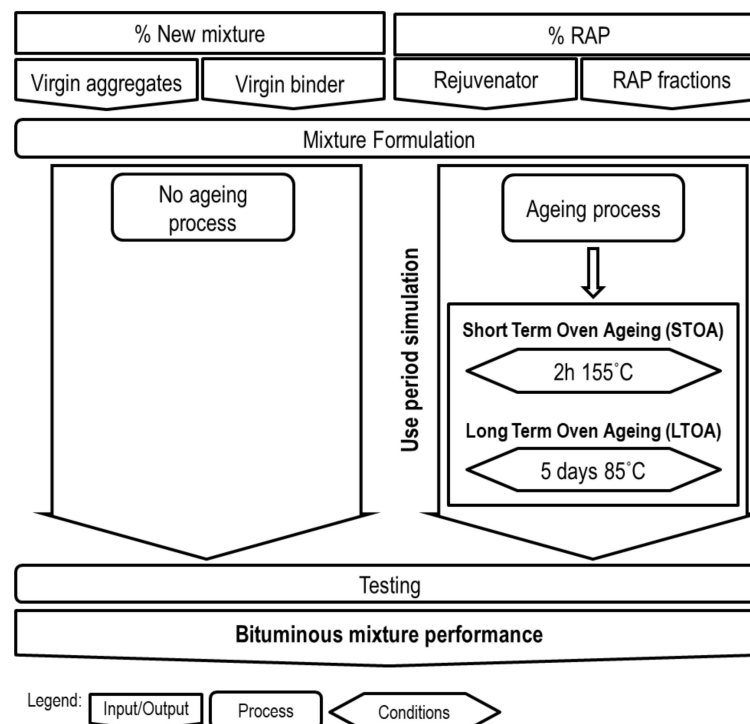 % New mixture
% RAP
Virgin aggregates
Virgin binder
Rejuvenator
RAP fractions
Mixture Formulation
No ageing
process
Use period simulation
Ageing process
Short Term Oven Ageing (STOA)
2h 155˚C
Long Term Oven Ageing (LTOA)
5 days 85˚C
Testing
Bituminous mixture performance
Legend:
Input/Output
Process
Conditions